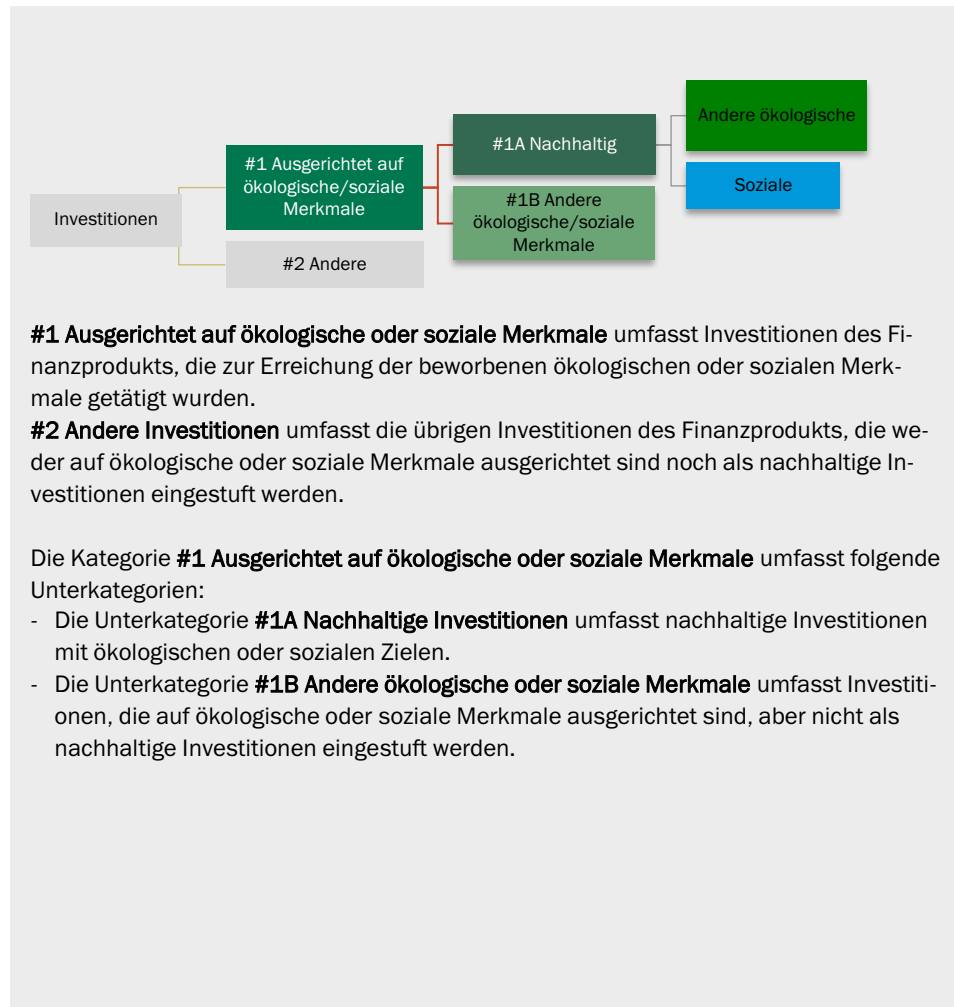 Andere ökologische
#1A Nachhaltig
#1 Ausgerichtet auf
ökologische/soziale
Merkmale
Soziale
#1B Andere
ökologische/soziale
Merkmale
Investitionen
#2 Andere
#1 Ausgerichtet auf ökologische oder soziale Merkmale umfasst Investitionen des Fi-
nanzprodukts, die zur Erreichung der beworbenen ökologischen oder sozialen Merk-
male getätigt wurden.
#2 Andere Investitionen umfasst die übrigen Investitionen des Finanzprodukts, die we-
der auf ökologische oder soziale Merkmale ausgerichtet sind noch als nachhaltige In-
vestitionen eingestuft werden.
Die Kategorie #1 Ausgerichtet auf ökologische oder soziale Merkmale umfasst folgende
Unterkategorien:
- Die Unterkategorie #1A Nachhaltige Investitionen umfasst nachhaltige Investitionen
mit ökologischen oder sozialen Zielen.
- Die Unterkategorie #1B Andere ökologische oder soziale Merkmale umfasst Investiti-
onen, die auf ökologische oder soziale Merkmale ausgerichtet sind, aber nicht als
nachhaltige Investitionen eingestuft werden.